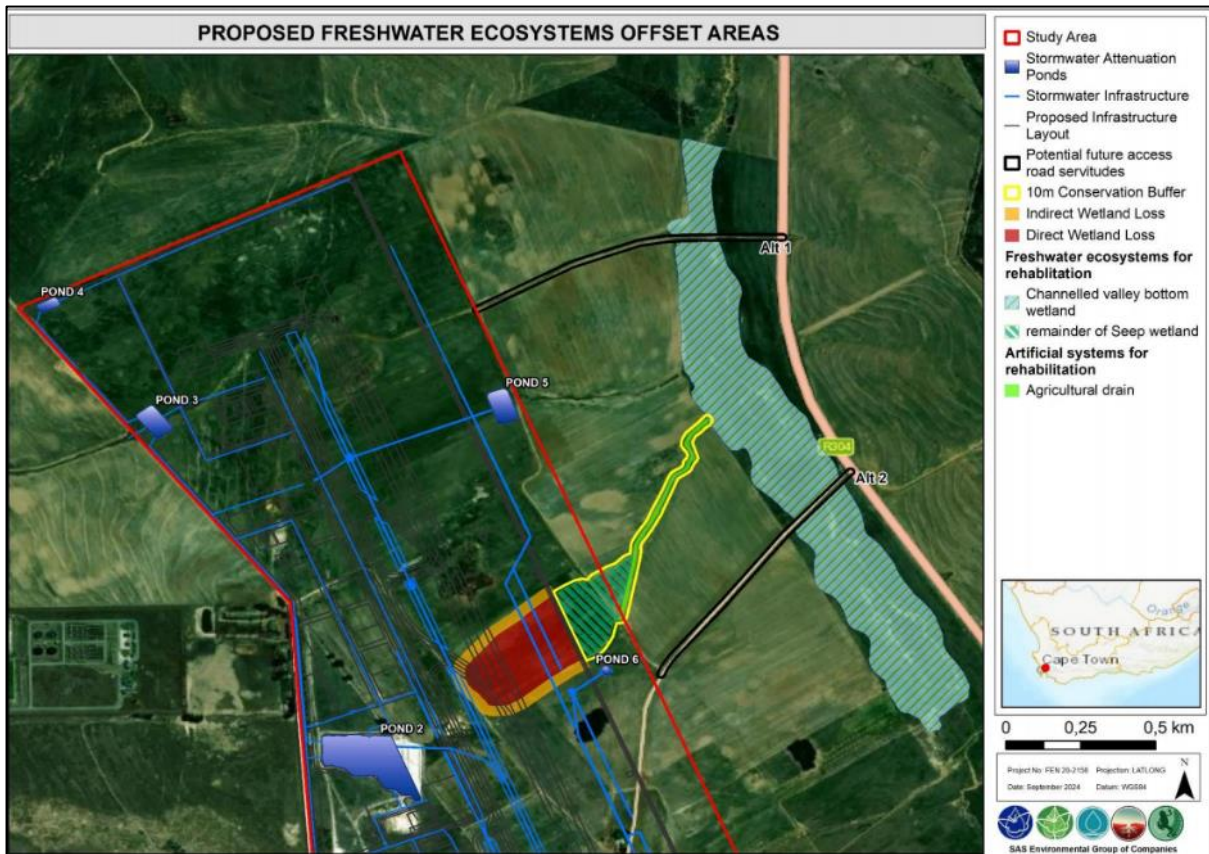 PROPOSED FRESHWATER ECOSYSTEMS OFFSET AREAS
Alt 1
POND 4
POND 5
POND 3
R304
Alt 2
POND 6
POND 2
Study Area
Stormwater Attenuation
Ponds
Stormwater Infrastructure
Proposed Infrastructure
Layout
Potential future access
road servitudes
10m Conservation Buffer
Indirect Wetland Loss
Direct Wetland Loss
Freshwater ecosystems for
rehablitation
Channelled valley bottom
wetland
remainder of Seep wetland
Artificial systems for
rehabilitation
Agricultural drain
Orange
SOUTH AFRICA
Cape Town
0 0,25 0,5 km
Project No: FEN 20-2156 Projection: LATLONG
Date: September 2024 Datum: WGS84
N
SAS Environmental Group of Companies